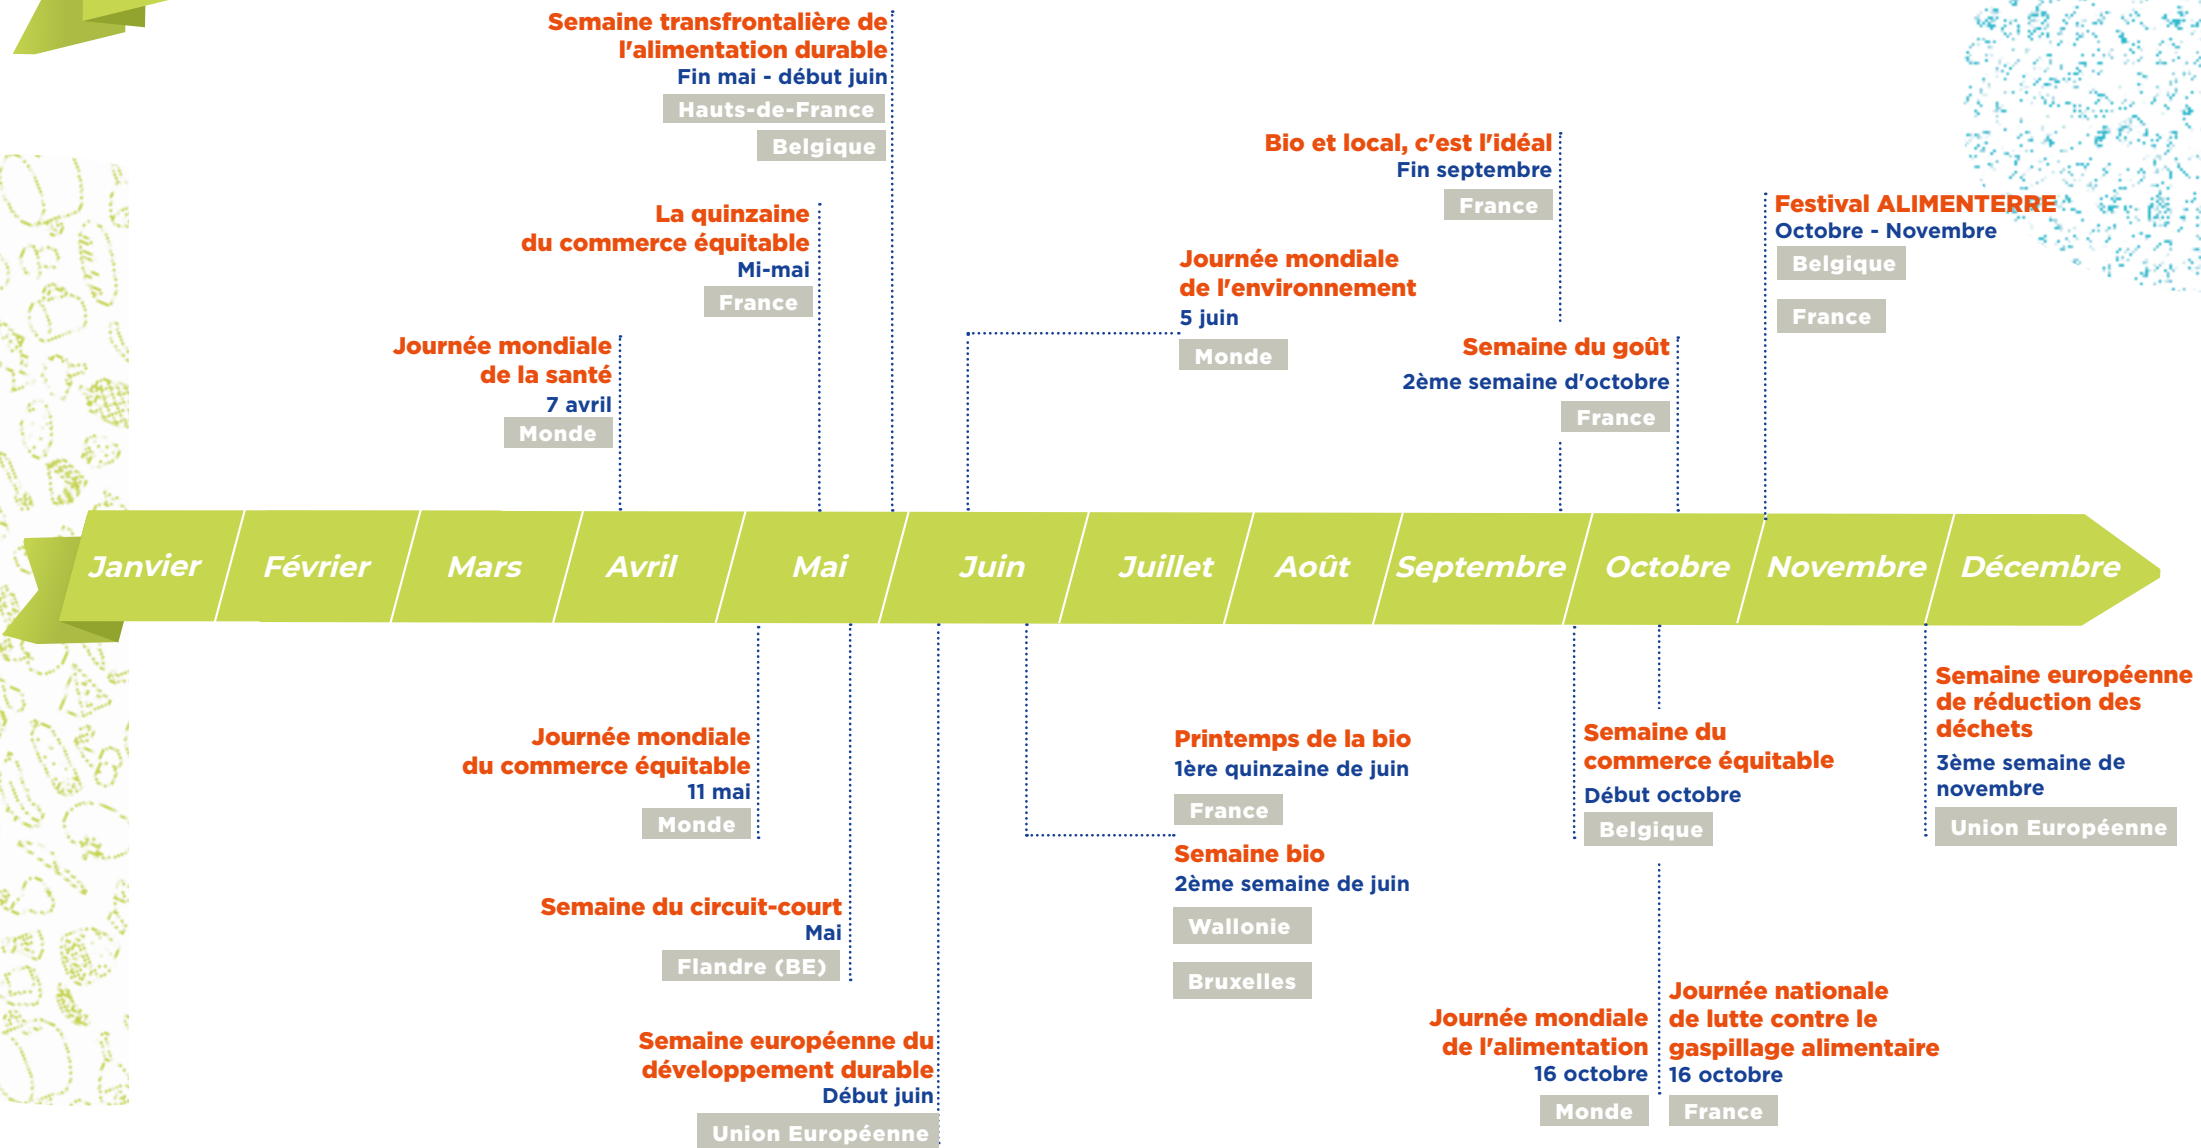 Semaine transfrontalière de
l'alimentation durable
Fin mai - début juin
Hauts-de-France
Belgique
La quinzaine
du commerce équitable
Mi-mai
France
Journée mondiale
de la santé
7 avril
Monde
Journée mondiale
de l'environnement
5 juin
Monde
Bio et local, c'est l'idéal
Fin septembre
France
Semaine du goût
2ème semaine d'octobre
France
Festival ALIMENTERRE
Octobre - Novembre
Belgique
France
Janvier
Février
Mars
Avril
Mai
Juin
Juillet
Août
Septembre
Octobre
Novembre
Décembre
Journée mondiale
du commerce équitable
11 mai
Monde
Semaine du circuit-court
Mai
Flandre (BE)
Semaine européenne du
développement durable
Début juin
Union Européenne
Printemps de la bio
1ère quinzaine de juin
France
Semaine bio
2ème semaine de juin
Wallonie
Bruxelles
Semaine du
commerce équitable
Début octobre
Belgique
Journée mondiale
de l'alimentation
16 octobre
Monde
Journée nationale
de lutte contre le
gaspillage alimentaire
16 octobre
France
Semaine européenne
de réduction des
déchets
3ème semaine de
novembre
Union Européenne